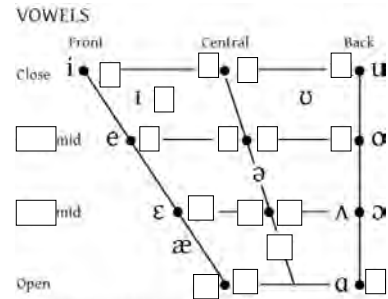 VOWELS
Front Central Back
Close i u
ɪ ʊ
mid e o
ə
mid ɛ ʌ ɔ
æ
Open ɑ